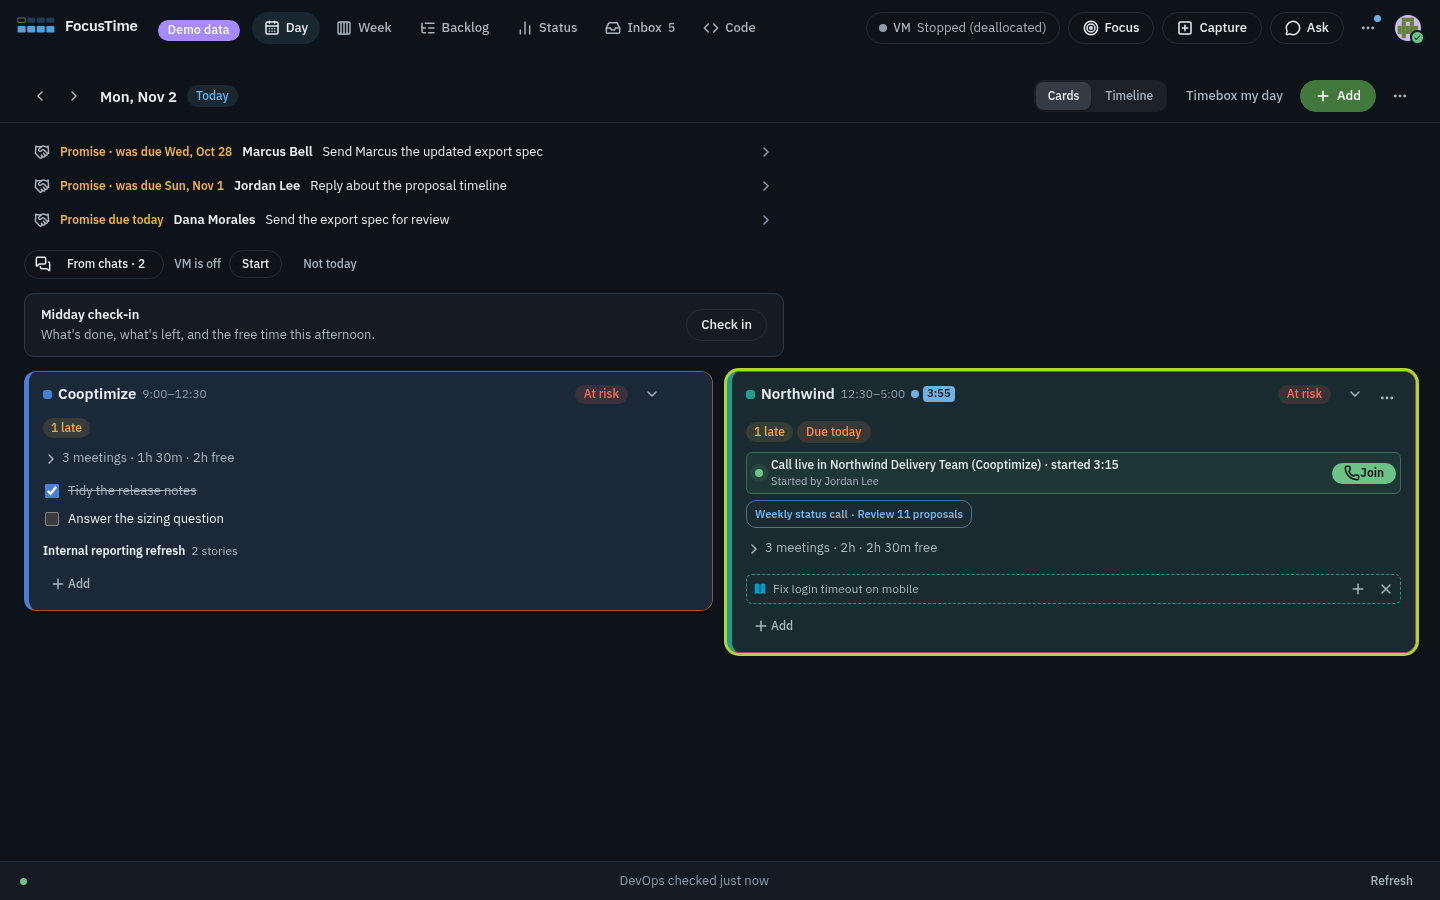 FocusTime
Demo data
Day
Week
Backlog
Status
Inbox 5
Code
VM Stopped (deallocated)
Focus
Capture
Ask
Mon, Nov 2
Today
Cards
Timeline
Timebox my day
Add
Promise · was due Wed, Oct 28 Marcus Bell Send Marcus the updated export spec
Promise · was due Sun, Nov 1 Jordan Lee Reply about the proposal timeline
Promise due today Dana Morales Send the export spec for review
From chats · 2
VM is off
Start
Not today
Midday check-in
What's done, what's left, and the free time this afternoon.
Check in
Cooptimize 9:00–12:30
At risk
1 late
3 meetings · 1h 30m · 2h free
Tidy the release notes
Answer the sizing question
Internal reporting refresh 2 stories
Add
Northwind 12:30–5:00 3:55
At risk
1 late
Due today
Call live in Northwind Delivery Team (Cooptimize) · started 3:15
Started by Jordan Lee
Join
Weekly status call · Review 11 proposals
3 meetings · 2h · 2h 30m free
Fix login timeout on mobile
Add
DevOps checked just now
Refresh